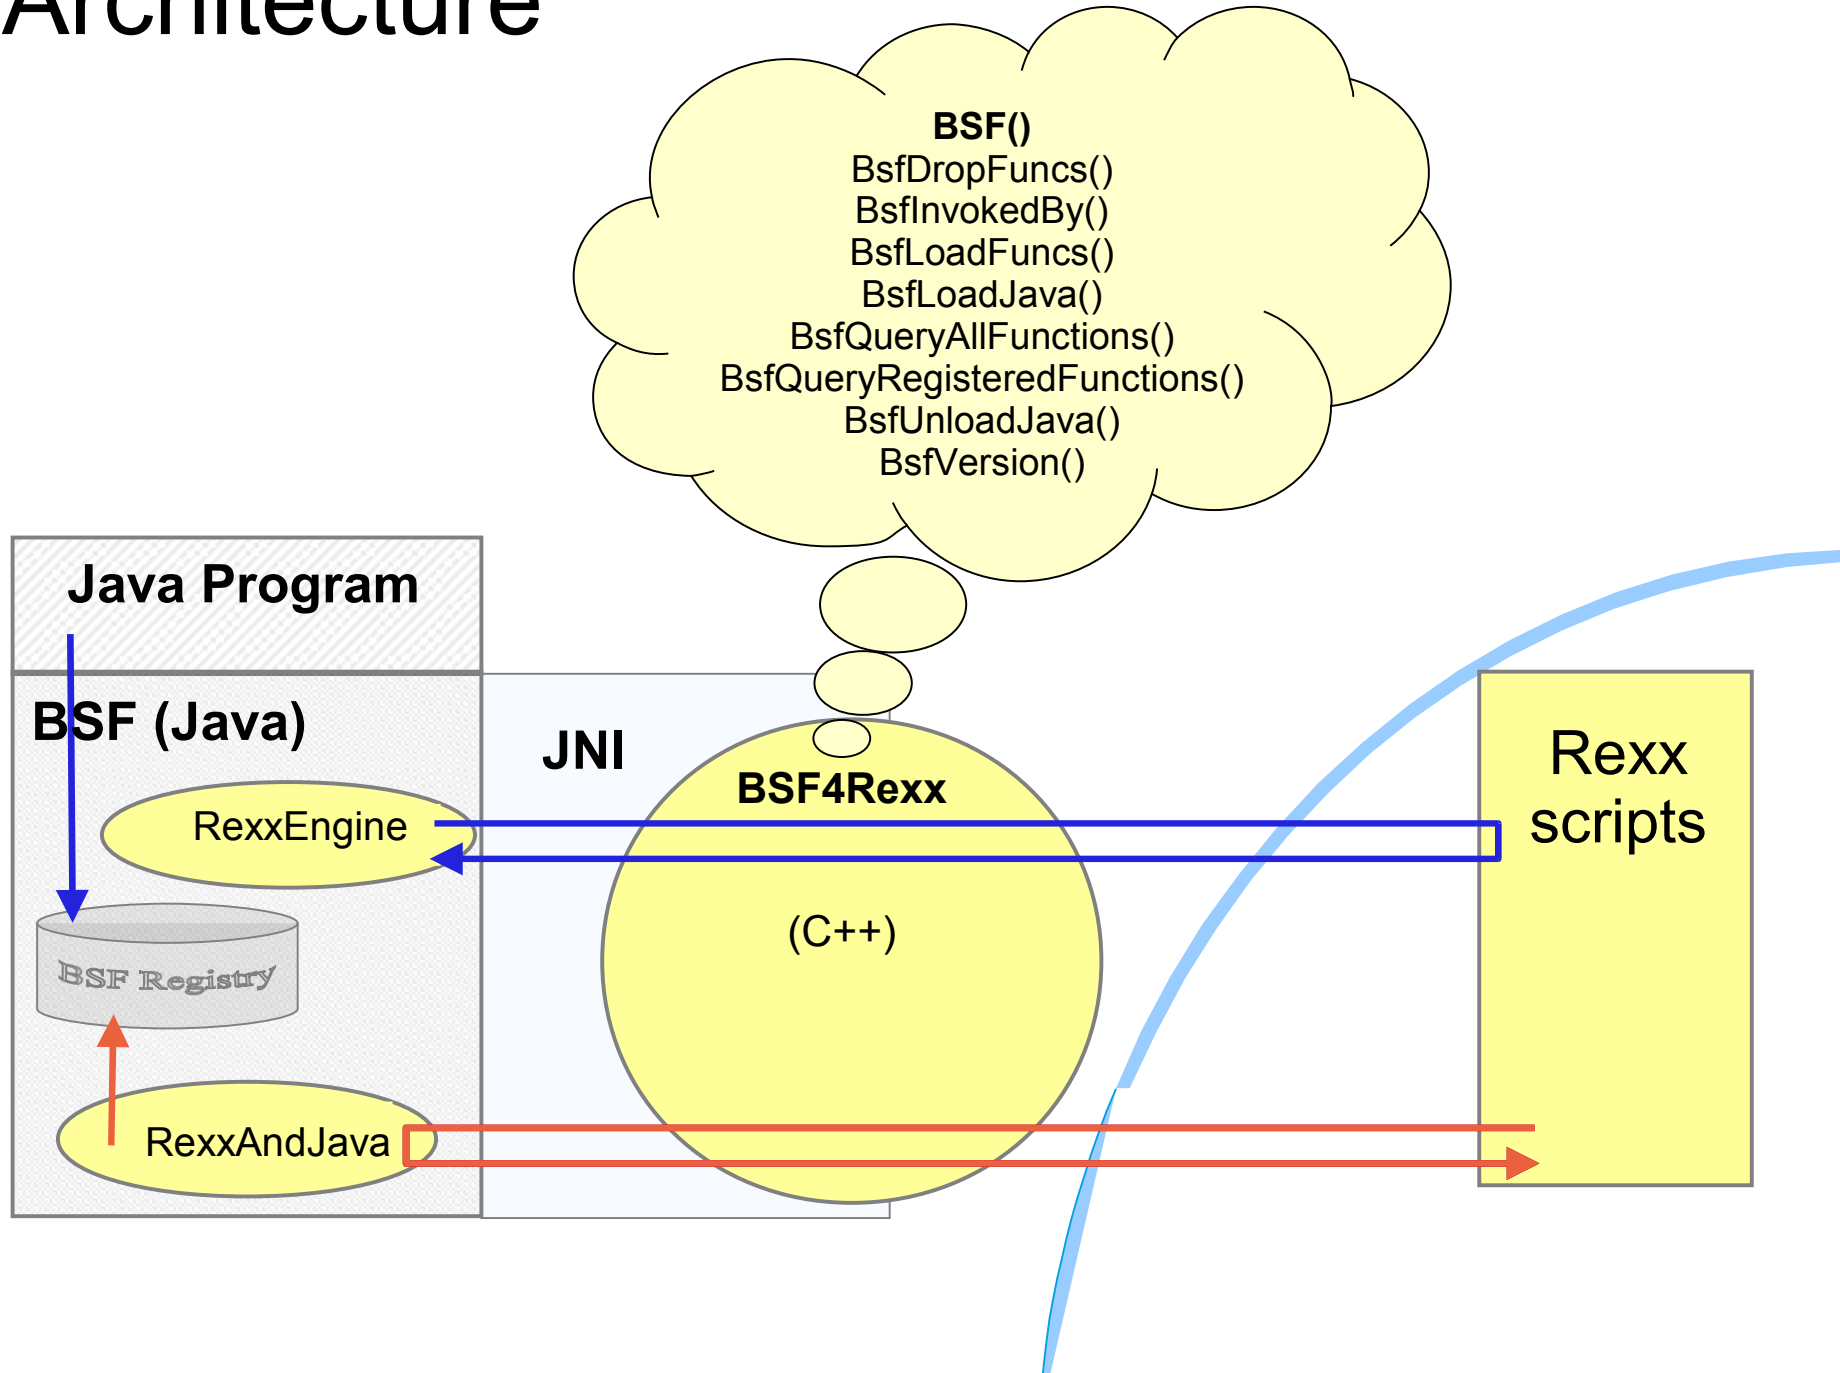 Architecture
BSF()
BsfDropFuncs()
BsfInvokedBy()
BsfLoadFuncs()
BsfLoadJava()
BsfQueryAllFunctions()
BsfQueryRegisteredFunctions()
BsfUnloadJava()
BsfVersion()
Java Program
BSF (Java)
JNI
BSF4Rexx
Rexx
scripts
RexxEngine
(C++)
BSF Registry
RexxAndJava